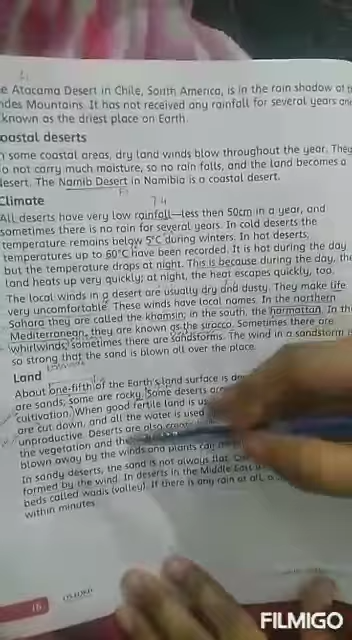 e Atacama Desert in Chile, South America, is in the rain shadow of
ndes Mountains. It has not received any rainfall for several years an
known as the driest place on Earth.
oastal deserts
some coastal areas, dry land winds blow throughout the year. They
o not carry much moisture, so no rain falls, and the land becomes a
desert. The Namib Desert in Namibia is a coastal desert.
Climate
All deserts have very low rainfall—less then 50cm in a year, and
sometimes there is no rain for several years. In cold deserts the
temperature remains below 5°C during winters. In hot deserts,
temperatures up to 60°C have been recorded. It is hot during the day
but the temperature drops at night. This is because during the day, the
land heats up very quickly; at night, the heat escapes quickly, too.
The local winds in a desert are usually dry and dusty. They make life
very uncomfortable. These winds have local names. In the northern
Sahara they are called the khamsin; in the south, the harmattan. In the
Mediterranean, they are known as the sirocco. Sometimes there are
whirlwinds; sometimes there are sandstorms. The wind in a sandstorm
so strong that the sand is blown all over the place.
Land
About one-fifth of the Earth's land surface is
are sands, some are rocky. Some deserts are
cultivation. When good fertile land is
are cut down, and all the water is used
unproductive. Deserts are also
the vegetation and the
blown away by the winds and plants
In sandy deserts, the sand is not always flat.
formed by the wind. In deserts in the Middle East
beds called wadis (valley). If there is any rain at all,
within minutes
16
OXFORD
FILMIGO